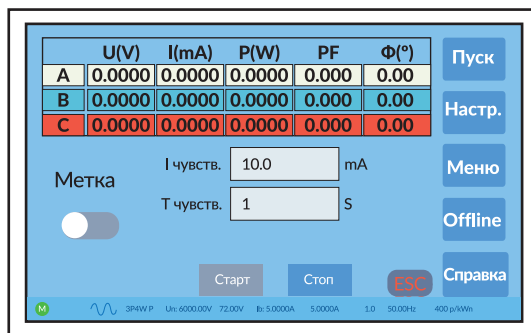 U(V) I(mA) P(W) PF Φ(º)
A 0.0000 0.0000 0.0000 0.000 0.00
B 0.0000 0.0000 0.0000 0.000 0.00
C 0.0000 0.0000 0.0000 0.000 0.00
Пуск
Настр.
Меню
Offline
Справка
Метка
I чувств. 10.0 mA
T чувств. 1 S
Старт Стоп ESC
M 3P4W P Un: 6000.00V 72.00V Ib: 5.0000A 5.0000A 1.0 50.00Hz 400 p/kWn